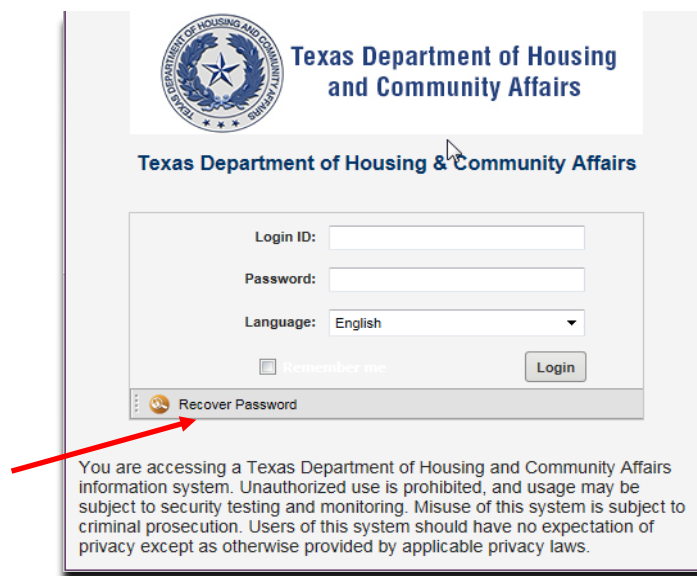 TEXAS DEPARTMENT OF HOUSING AND COMMUNITY AFFAIRS
Texas Department of Housing
and Community Affairs
Texas Department of Housing & Community Affairs
Login ID:
Password:
Language: English
Remember me Login
Recover Password
You are accessing a Texas Department of Housing and Community Affairs
information system. Unauthorized use is prohibited, and usage may be
subject to security testing and monitoring. Misuse of this system is subject to
criminal prosecution. Users of this system should have no expectation of
privacy except as otherwise provided by applicable privacy laws.